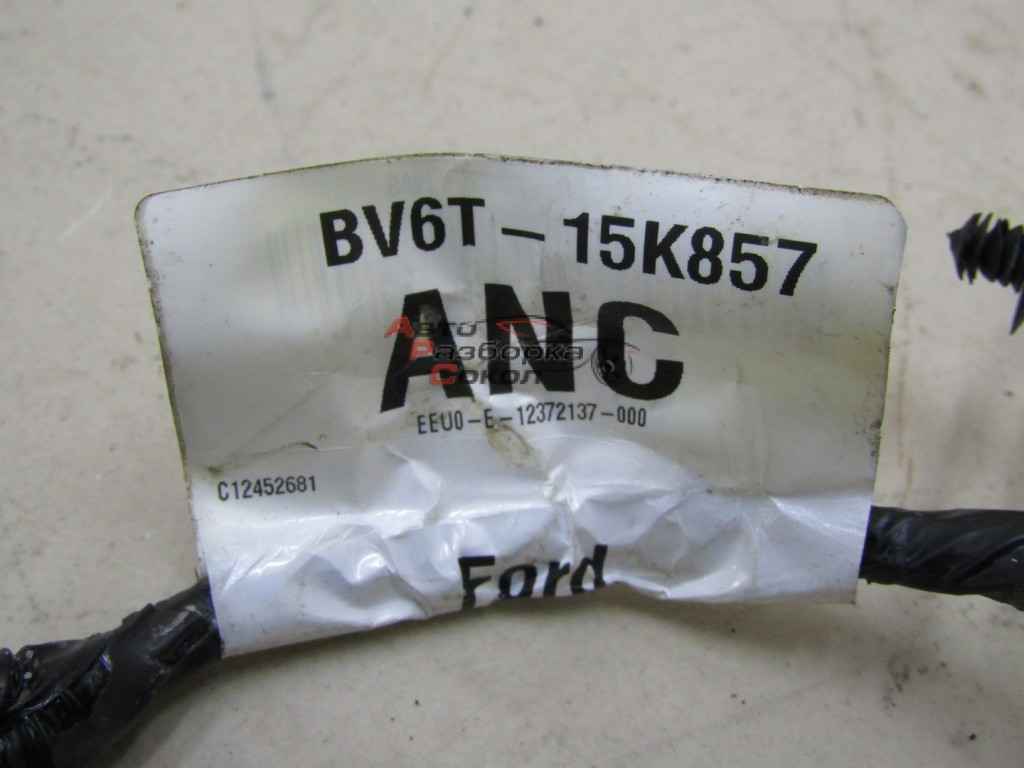 BV6T-15K857
ANC
Авто
Разборка
Сокол
EEU0-E-12372137-000
C12452681
Ford